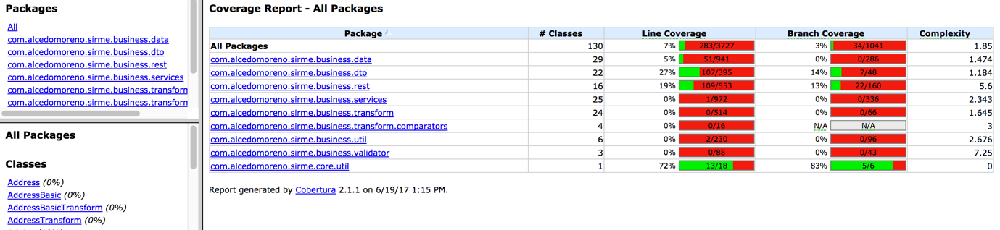 Packages
All
com.alcedomoreno.sirme.business.data
com.alcedomoreno.sirme.business.dto
com.alcedomoreno.sirme.business.rest
com.alcedomoreno.sirme.business.services
com.alcedomoreno.sirme.business.transform
com.alcedomoreno.sirme.business.transform
All Packages
Classes
Address (0%)
AddressBasic (0%)
AddressBasicTransform (0%)
AddressTransform (0%)
Coverage Report - All Packages
Package # Classes Line Coverage Branch Coverage Complexity
All Packages 130 7% 283/3727 3% 34/1041 1.85
com.alcedomoreno.sirme.business.data 29 5% 51/941 0% 0/286 1.474
com.alcedomoreno.sirme.business.dto 22 27% 107/395 14% 7/48 1.184
com.alcedomoreno.sirme.business.rest 16 19% 109/553 13% 22/160 5.6
com.alcedomoreno.sirme.business.services 25 0% 1/972 0% 0/336 2.343
com.alcedomoreno.sirme.business.transform 24 0% 0/514 0% 0/66 1.645
com.alcedomoreno.sirme.business.transform.comparators 4 0% 0/16 N/A N/A 3
com.alcedomoreno.sirme.business.util 6 0% 2/230 0% 0/96 2.676
com.alcedomoreno.sirme.business.validator 3 0% 0/88 0% 0/43 7.25
com.alcedomoreno.sirme.core.util 1 72% 13/18 83% 5/6 0
Report generated by Cobertura 2.1.1 on 6/19/17 1:15 PM.